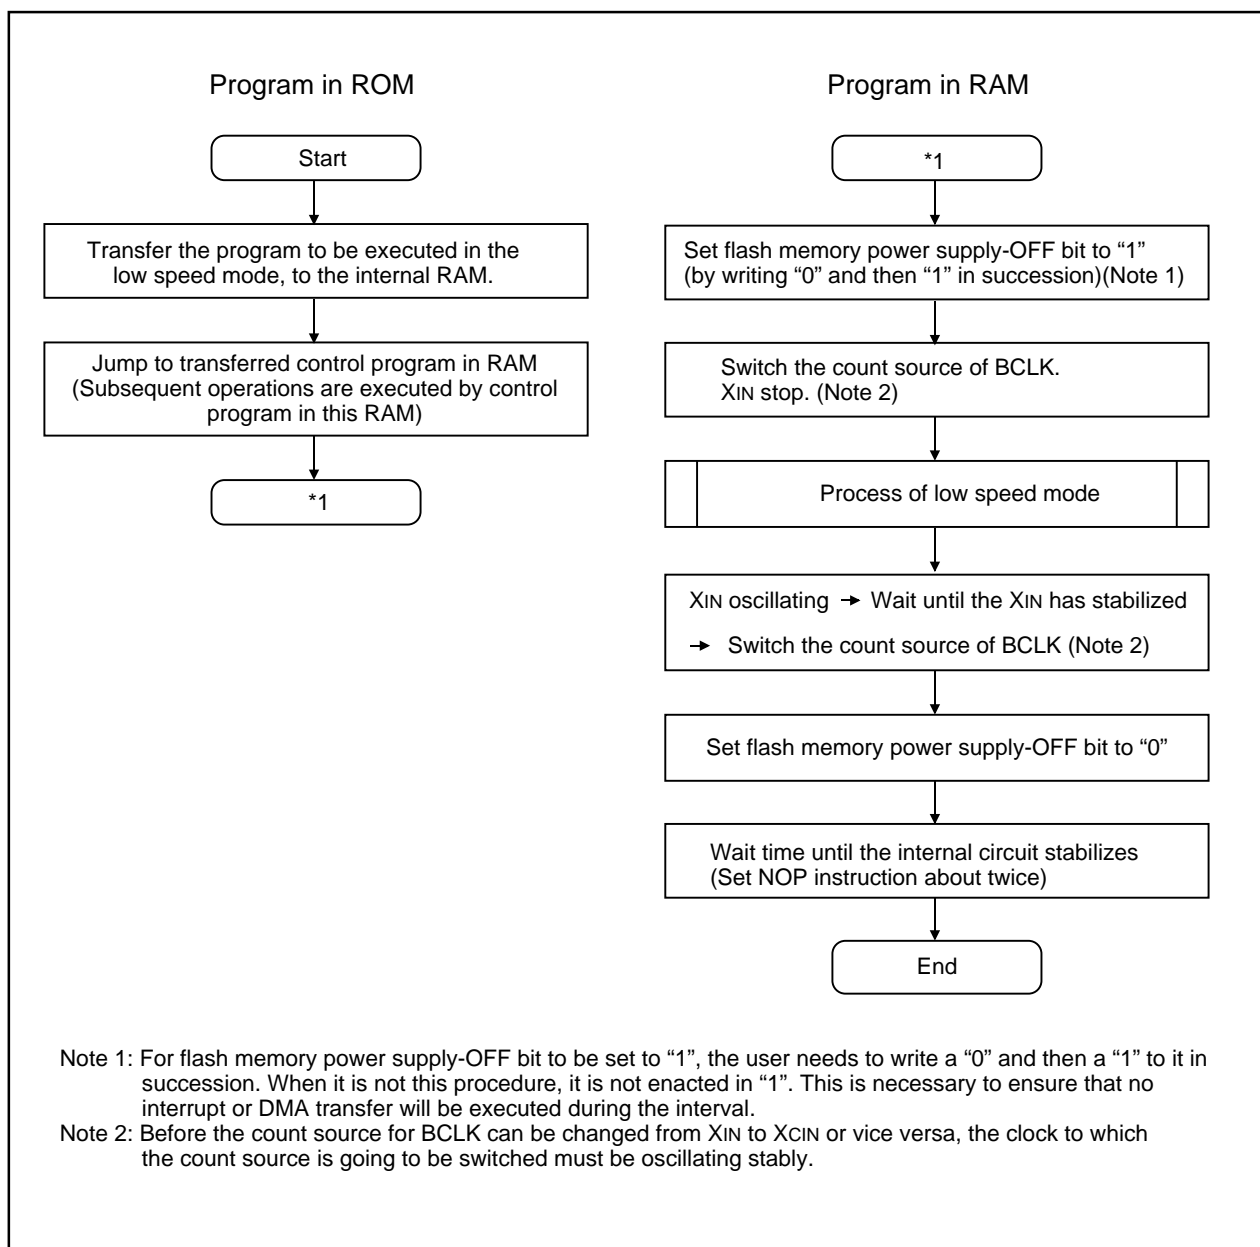 Program in ROM
Start
Transfer the program to be executed in the
low speed mode, to the internal RAM.
Jump to transferred control program in RAM
(Subsequent operations are executed by control
program in this RAM)
*1
Program in RAM
*1
Set flash memory power supply-OFF bit to “1”
(by writing “0” and then “1” in succession)(Note 1)
Switch the count source of BCLK.
XIN stop. (Note 2)
Process of low speed mode
XIN oscillating → Wait until the XIN has stabilized
→ Switch the count source of BCLK (Note 2)
Set flash memory power supply-OFF bit to “0”
Wait time until the internal circuit stabilizes
(Set NOP instruction about twice)
End
Note 1: For flash memory power supply-OFF bit to be set to “1”, the user needs to write a “0” and then a “1” to it in
succession. When it is not this procedure, it is not enacted in “1”. This is necessary to ensure that no
interrupt or DMA transfer will be executed during the interval.
Note 2: Before the count source for BCLK can be changed from XIN to XCIN or vice versa, the clock to which
the count source is going to be switched must be oscillating stably.